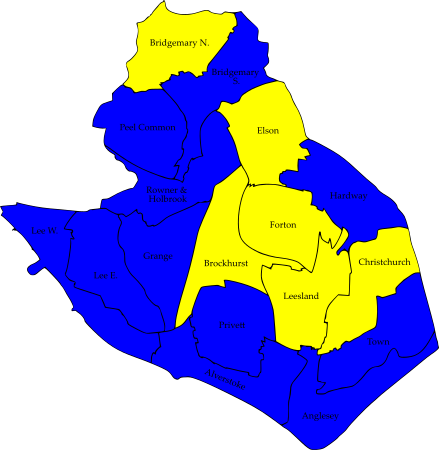 Bridgemary N.
Bridgemary
S.
Elson
Peel Common
Rowner &
Holbrook
Hardway
Lee W.
Forton
Grange
Brockhurst
Christchurch
Lee E.
Leesland
Privett
Town
Alverstoke
Anglesey